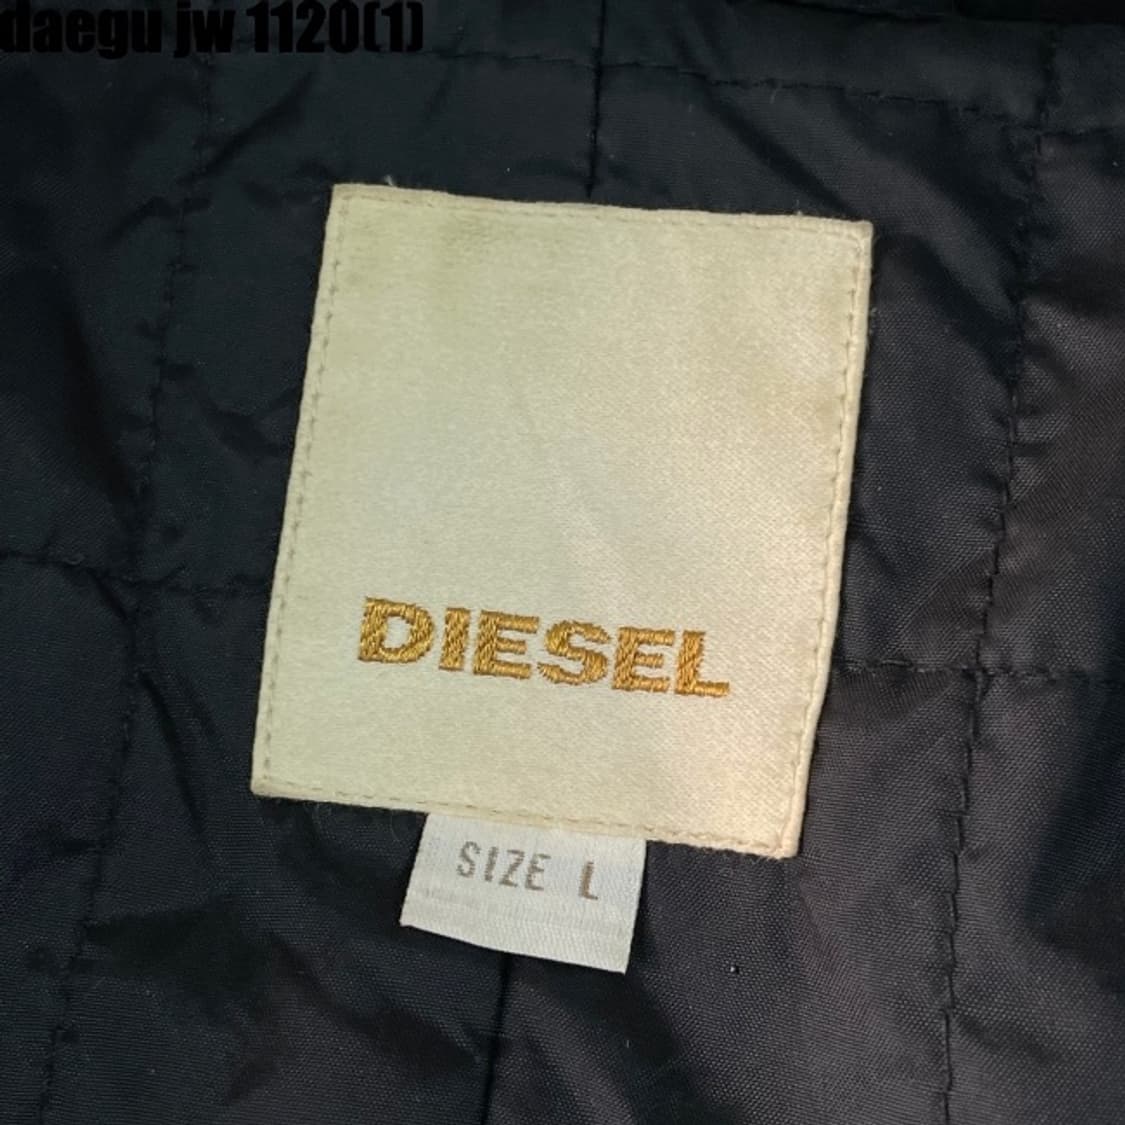 daegu jw 1120(1)
DIESEL
SIZE L